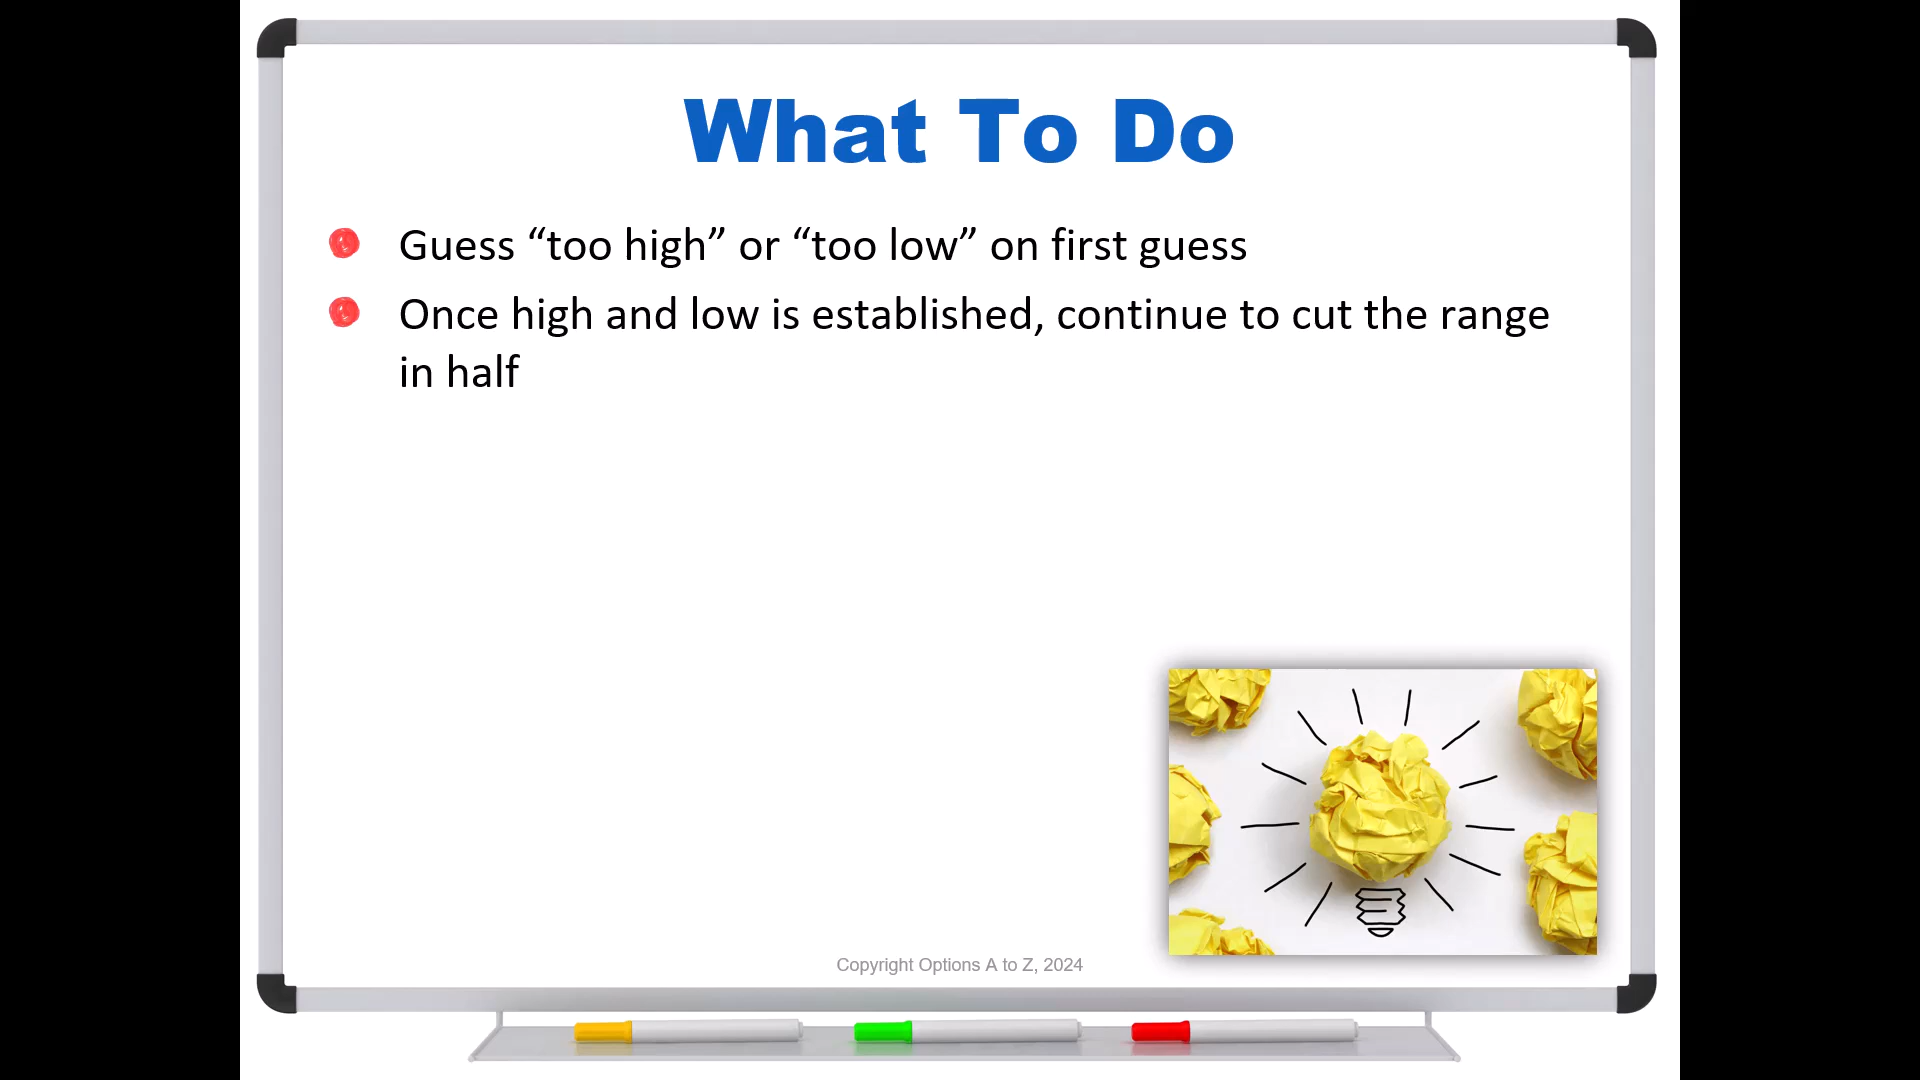 What To Do
Guess “too high” or “too low” on first guess
Once high and low is established, continue to cut the range
in half
Copyright Options A to Z, 2024